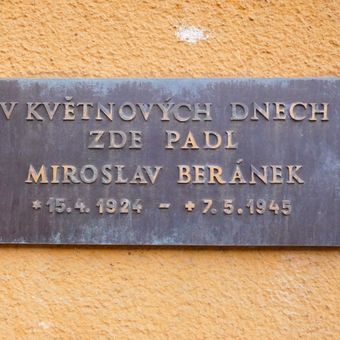 V KVĚTNOVÝCH DNECH
ZDE PADL
MIROSLAV BERÁNEK
*15.4.1924 – +7.5.1945